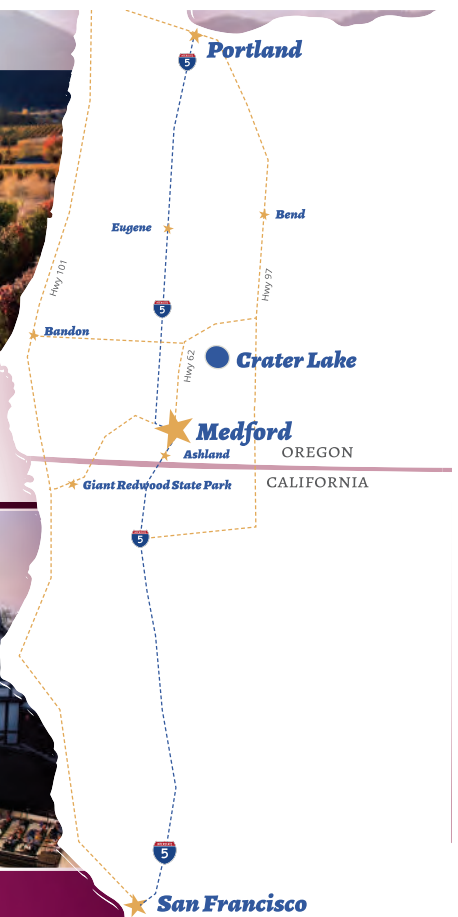 Portland
5
Eugene
Bend
Hwy 101
Hwy 97
5
Bandon
Hwy 62
Crater Lake
Medford
Ashland
OREGON
Giant Redwood State Park
CALIFORNIA
5
5
San Francisco